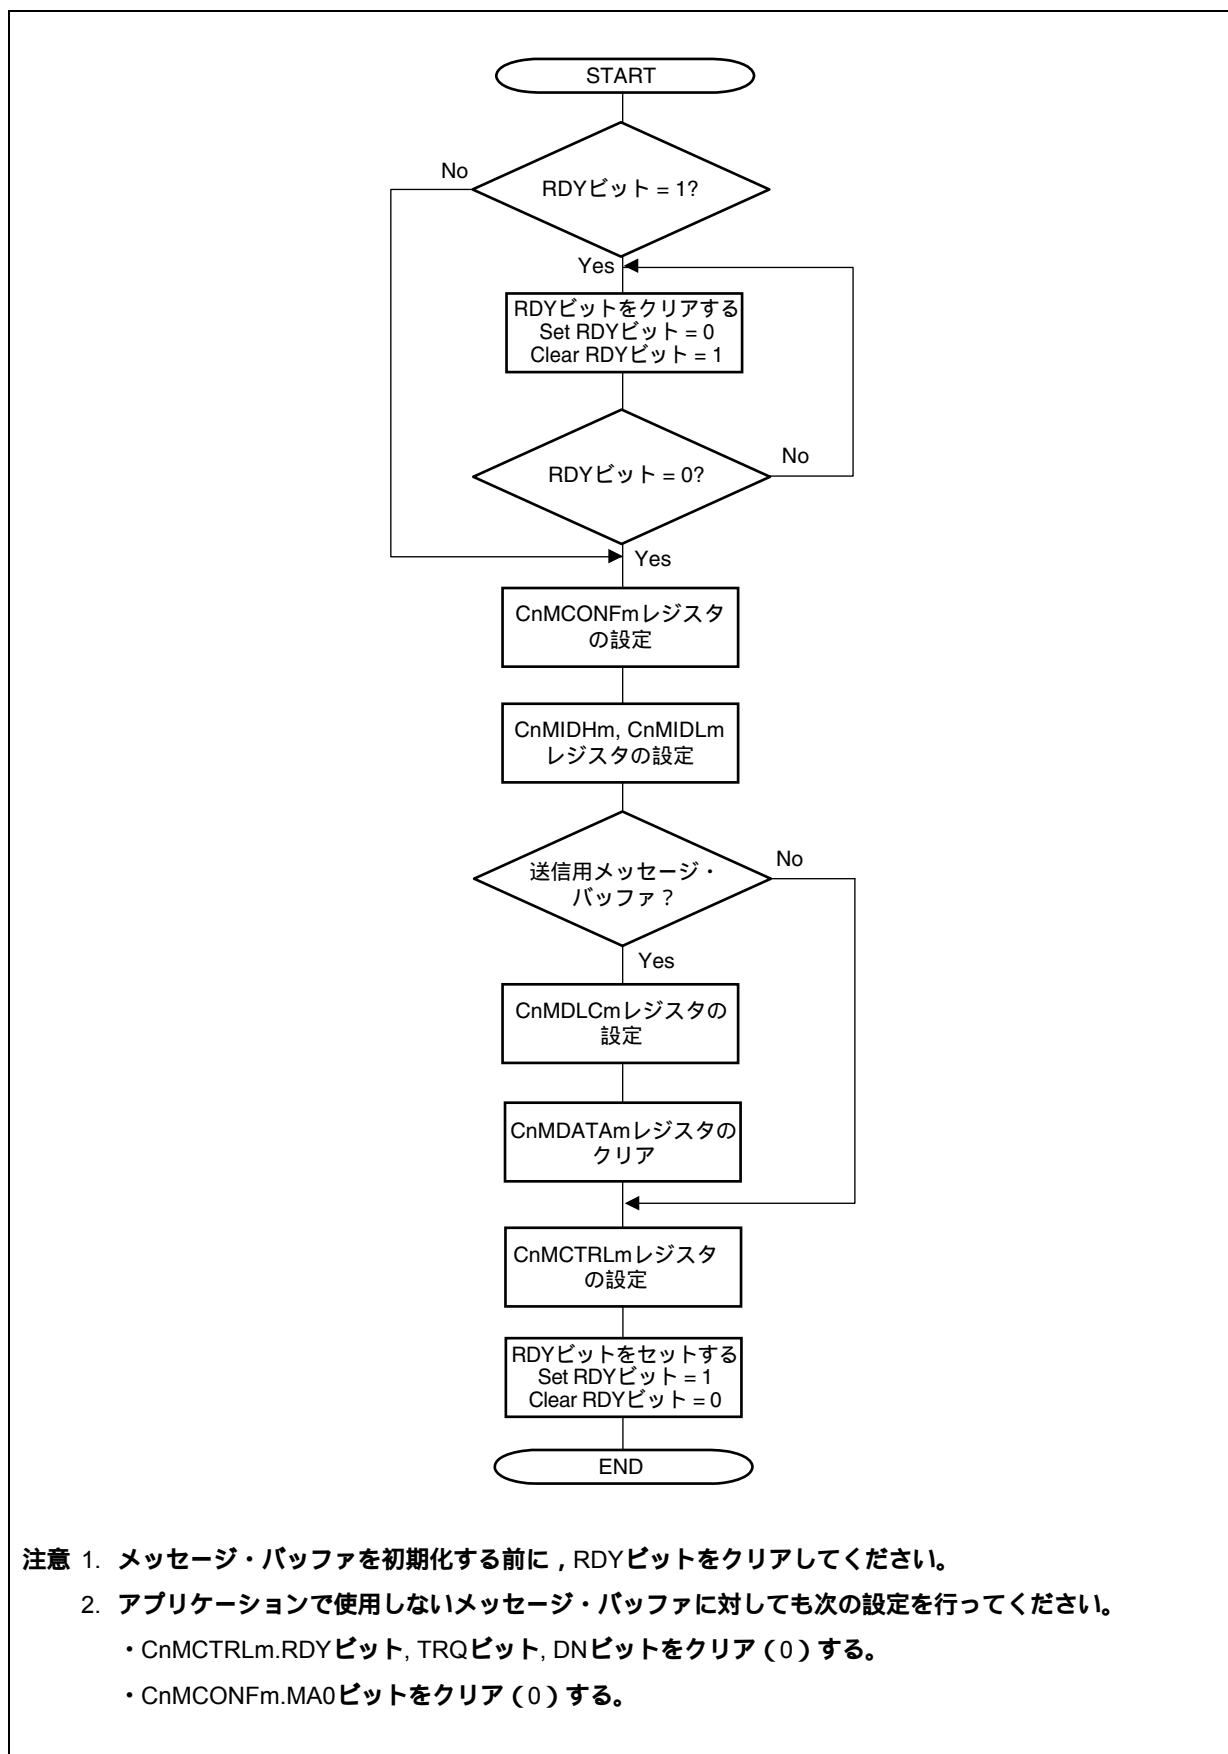 START
RDYビット = 1?
No
Yes
RDYビットをクリアする
Set RDYビット = 0
Clear RDYビット = 1
RDYビット = 0?
No
Yes
CnMCONFmレジスタ
の設定
CnMIDHm, CnMIDLm
レジスタの設定
送信用メッセージ・
バッファ？
No
Yes
CnMDLCmレジスタの
設定
CnMDATAmレジスタの
クリア
CnMCTRLmレジスタ
の設定
RDYビットをセットする
Set RDYビット = 1
Clear RDYビット = 0
END
注意 1. メッセージ・バッファを初期化する前に，RDYビットをクリアしてください。
2. アプリケーションで使用しないメッセージ・バッファに対しても次の設定を行ってください。
・CnMCTRLm.RDYビット, TRQビット, DNビットをクリア（0）する。
・CnMCONFm.MA0ビットをクリア（0）する。